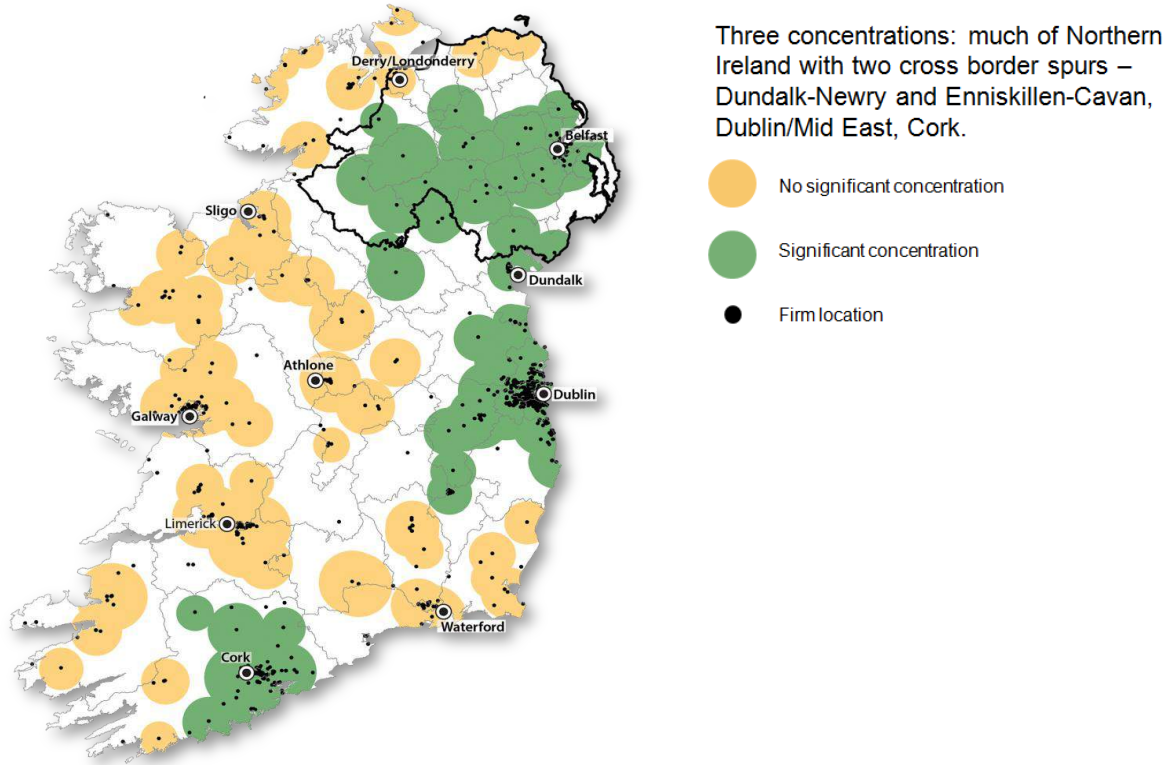 Three concentrations: much of Northern
Ireland with two cross border spurs –
Dundalk-Newry and Enniskillen-Cavan,
Dublin/Mid East, Cork.
No significant concentration
Significant concentration
Firm location
Derry/Londonderry
Belfast
Sligo
Dundalk
Athlone
Dublin
Galway
Limerick
Waterford
Cork